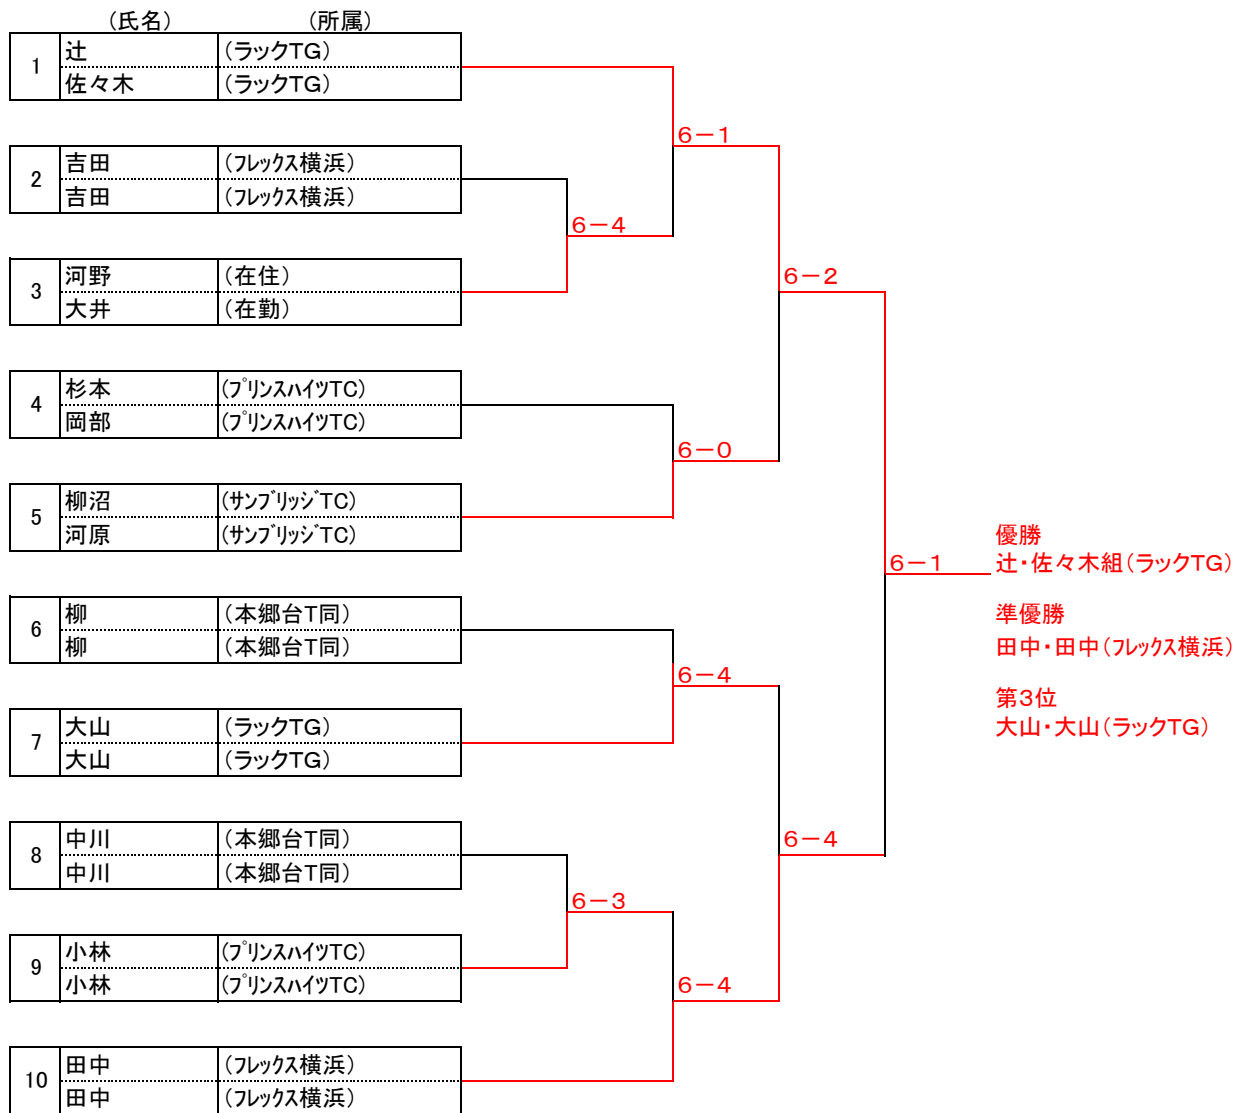 （氏名） （所属）
1 辻 （ラックTG）
佐々木 （ラックTG）
6－1
2 吉田 （ﾌﾚｯｸｽ横浜）
吉田 （ﾌﾚｯｸｽ横浜）
6－4
3 河野 （在住）
大井 （在勤）
6－2
4 杉本 （ﾌﾟﾘﾝｽﾊｲﾂTC）
岡部 （ﾌﾟﾘﾝｽﾊｲﾂTC）
6－0
5 柳沼 （ｻﾝﾌﾞﾘｯｼﾞTC）
河原 （ｻﾝﾌﾞﾘｯｼﾞTC）
6－1
優勝
辻・佐々木組（ラックTG）
準優勝
田中・田中（ﾌﾚｯｸｽ横浜）
第3位
大山・大山（ラックTG）
6 柳 （本郷台T同）
柳 （本郷台T同）
6－4
7 大山 （ラックTG）
大山 （ラックTG）
8 中川 （本郷台T同）
中川 （本郷台T同）
6－4
6－3
9 小林 （ﾌﾟﾘﾝｽﾊｲﾂTC）
小林 （ﾌﾟﾘﾝｽﾊｲﾂTC）
6－4
10 田中 （ﾌﾚｯｸｽ横浜）
田中 （ﾌﾚｯｸｽ横浜）